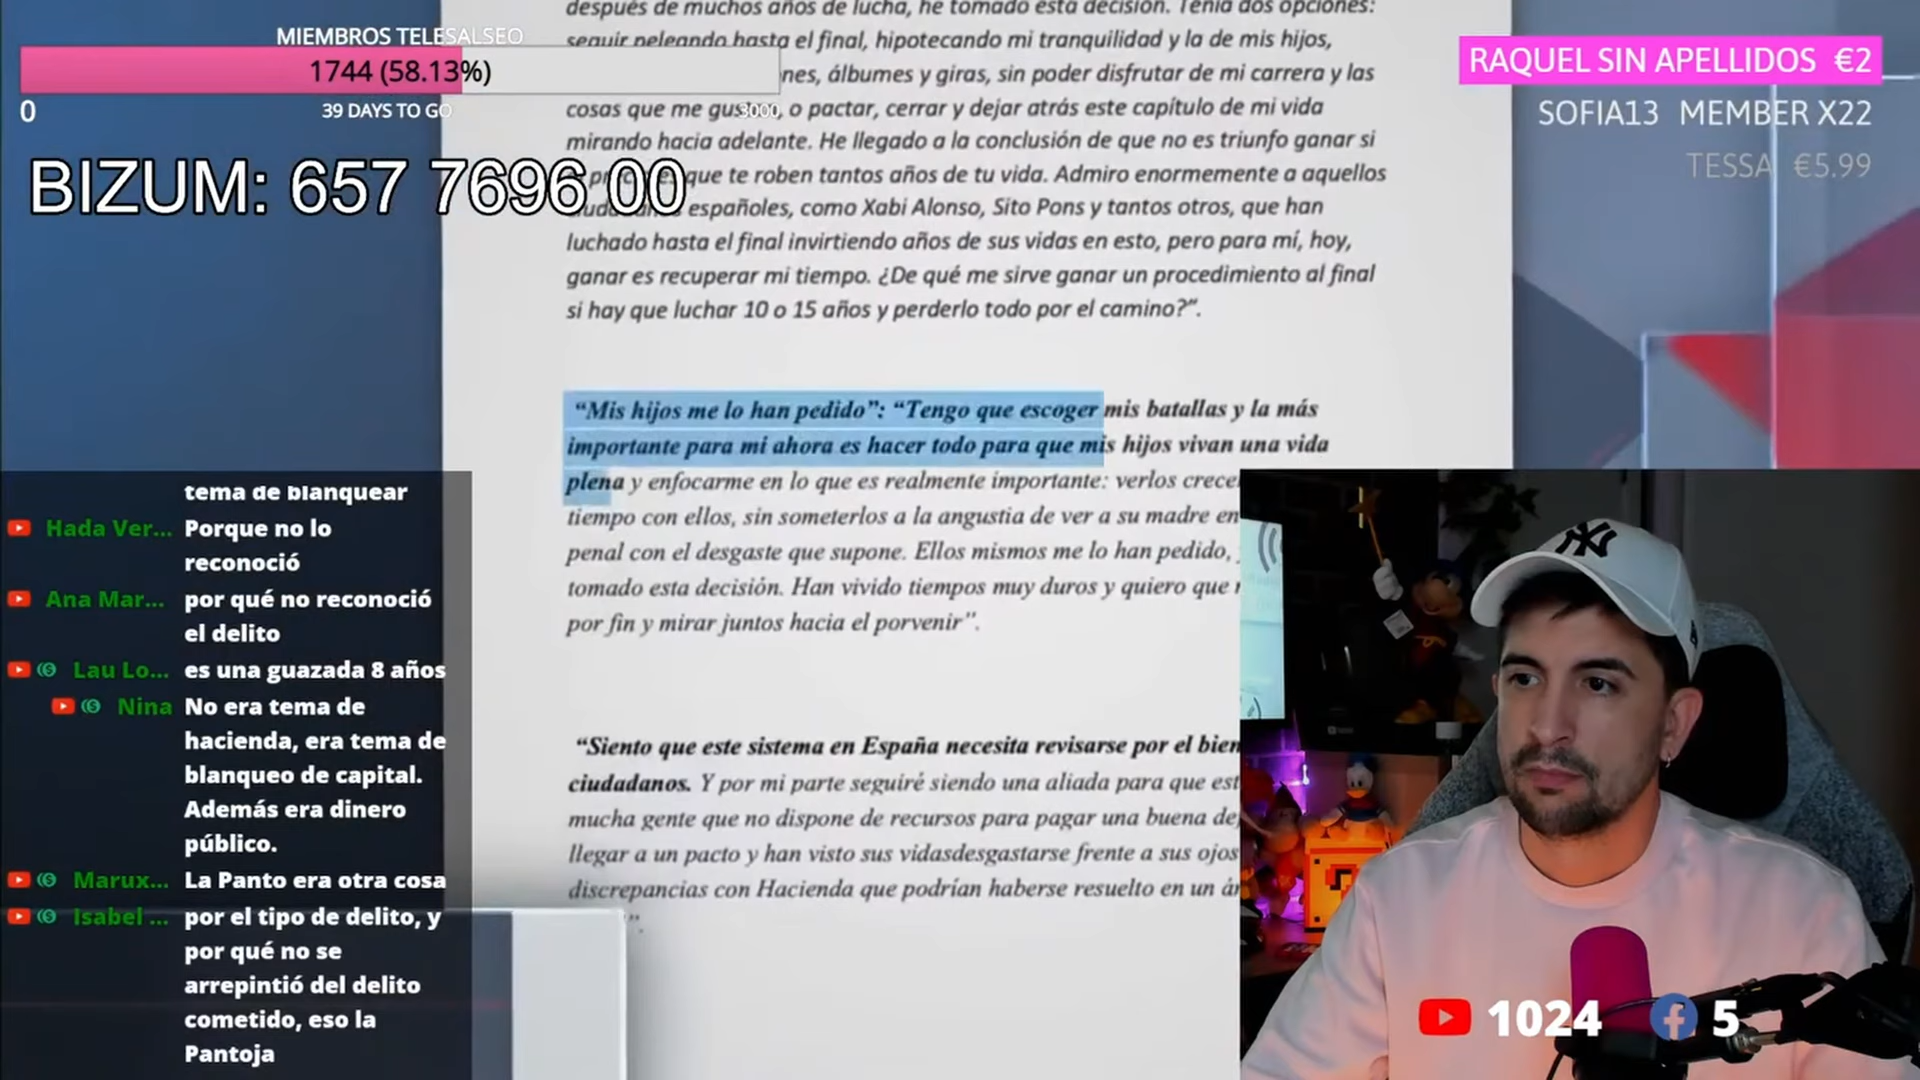 MIEMBROS TELESALSEO
1744 (58.13%)
0
39 DAYS TO GO
3000
BIZUM: 657 7696 00
RAQUEL SIN APELLIDOS €2
SOFIA13 MEMBER X22
TESSA €5.99
después de muchos años de lucha, he tomado esta decisión. Tenía dos opciones:
seguir peleando hasta el final, hipotecando mi tranquilidad y la de mis hijos,
nes, álbumes y giras, sin poder disfrutar de mi carrera y las
cosas que me gustan, o pactar, cerrar y dejar atrás este capítulo de mi vida
mirando hacia adelante. He llegado a la conclusión de que no es triunfo ganar si
que te roben tantos años de tu vida. Admiro enormemente a aquellos
españoles, como Xabi Alonso, Sito Pons y tantos otros, que han
luchado hasta el final invirtiendo años de sus vidas en esto, pero para mí, hoy,
ganar es recuperar mi tiempo. ¿De qué me sirve ganar un procedimiento al final
si hay que luchar 10 o 15 años y perderlo todo por el camino?”.
“Mis hijos me lo han pedido”: “Tengo que escoger mis batallas y la más
importante para mi ahora es hacer todo para que mis hijos vivan una vida
plena y enfocarme en lo que es realmente importante: verlos crecer
tiempo con ellos, sin someterlos a la angustia de ver a su madre en
penal con el desgaste que supone. Ellos mismos me lo han pedido,
tomado esta decisión. Han vivido tiempos muy duros y quiero que
por fin y mirar juntos hacia el porvenir”.
“Siento que este sistema en España necesita revisarse por el bien
ciudadanos. Y por mi parte seguiré siendo una aliada para que est
mucha gente que no dispone de recursos para pagar una buena de
llegar a un pacto y han visto sus vidasdesgastarse frente a sus ojos
discrepancias con Hacienda que podrían haberse resuelto en un ár
”.
tema de blanquear
Hada Ver... Porque no lo
reconoció
Ana Mar... por qué no reconoció
el delito
Lau Lo... es una guazada 8 años
Nina No era tema de
hacienda, era tema de
blanqueo de capital.
Además era dinero
público.
Marux... La Panto era otra cosa
Isabel ... por el tipo de delito, y
por qué no se
arrepintió del delito
cometido, eso la
Pantoja
NY
1024
5